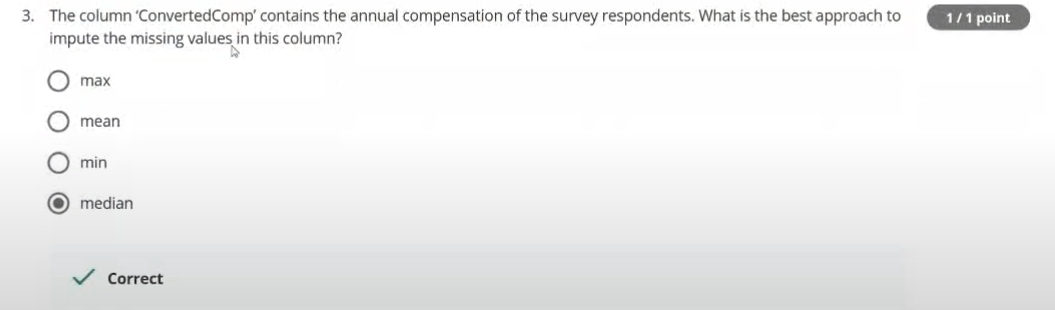 3. The column ‘ConvertedComp’ contains the annual compensation of the survey respondents. What is the best approach to
impute the missing values in this column?
1 / 1 point
max
mean
min
median
Correct